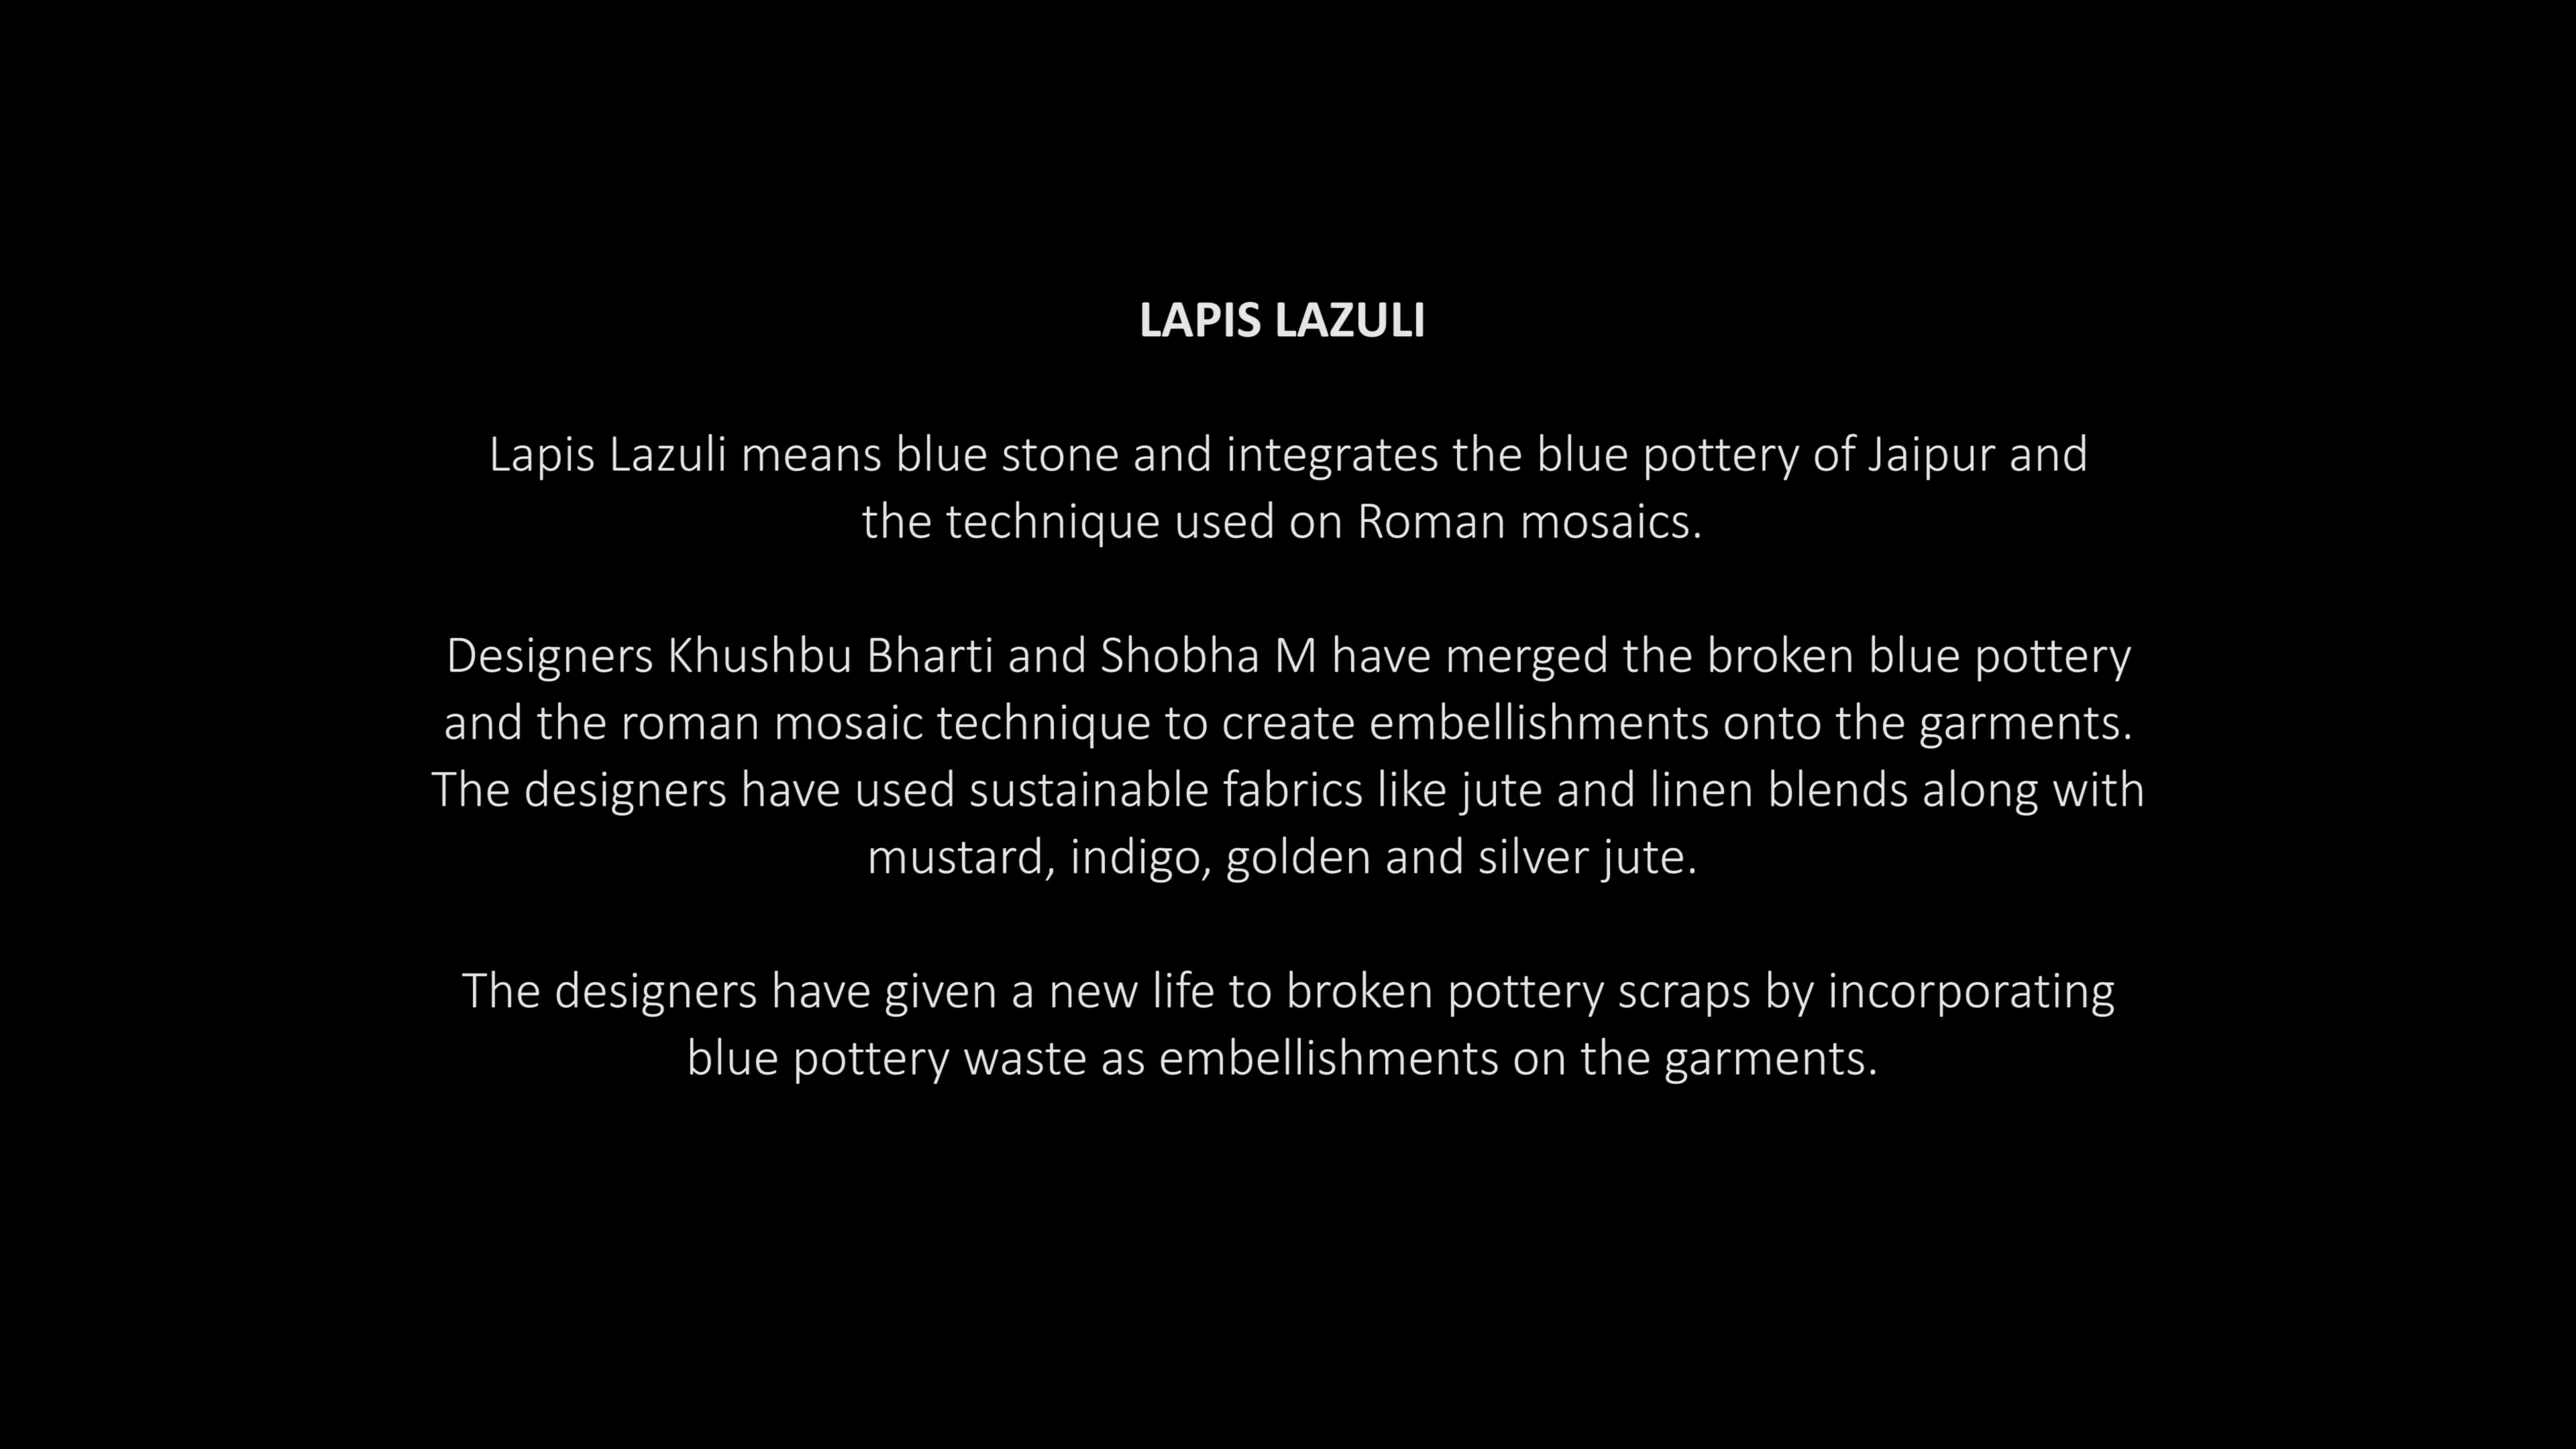 LAPIS LAZULI
Lapis Lazuli means blue stone and integrates the blue pottery of Jaipur and
the technique used on Roman mosaics.
Designers Khushbu Bharti and Shobha M have merged the broken blue pottery
and the roman mosaic technique to create embellishments onto the garments.
The designers have used sustainable fabrics like jute and linen blends along with
mustard, indigo, golden and silver jute.
The designers have given a new life to broken pottery scraps by incorporating
blue pottery waste as embellishments on the garments.